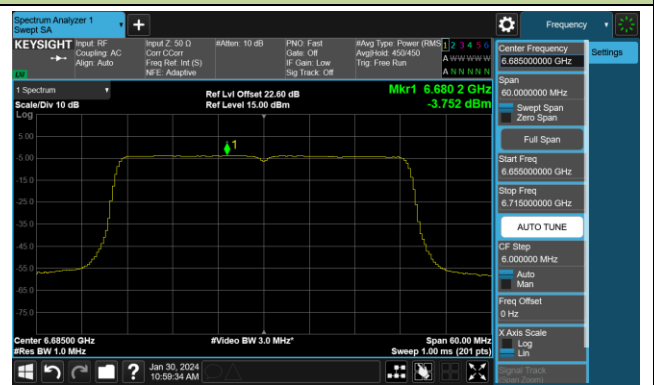 Spectrum Analyzer 1
Swept SA
Frequency
KEYSIGHT
Input: RF
Coupling: AC
Align: Auto
Input Z: 50 Ω
Corr CCorr
Freq Ref: Int (S)
NFE: Adaptive
#Atten: 10 dB
PNO: Fast
Gate: Off
IF Gain: Low
Sig Track: Off
#Avg Type: Power (RMS
Avg|Hold: 450/450
Trig: Free Run
1 2 3 4 5 6
A W W W W W
A N N N N N
LW
1 Spectrum
Scale/Div 10 dB
Log
Ref Lvl Offset 22.60 dB
Ref Level 15.00 dBm
Mkr1 6.680 2 GHz
-3.752 dBm
1
5.00
-5.00
-15.0
-25.0
-35.0
-45.0
-55.0
-65.0
-75.0
Center 6.68500 GHz
#Video BW 3.0 MHz*
Span 60.00 MHz
#Res BW 1.0 MHz
Sweep 1.00 ms (201 pts)
Jan 30, 2024
10:59:34 AM
Center Frequency
6.685000000 GHz
Settings
Span
60.0000000 MHz
Swept Span
Zero Span
Full Span
Start Freq
6.655000000 GHz
Stop Freq
6.715000000 GHz
AUTO TUNE
CF Step
6.000000 MHz
Auto
Man
Freq Offset
0 Hz
X Axis Scale
Log
Lin
Signal Track
(Span Zoom)